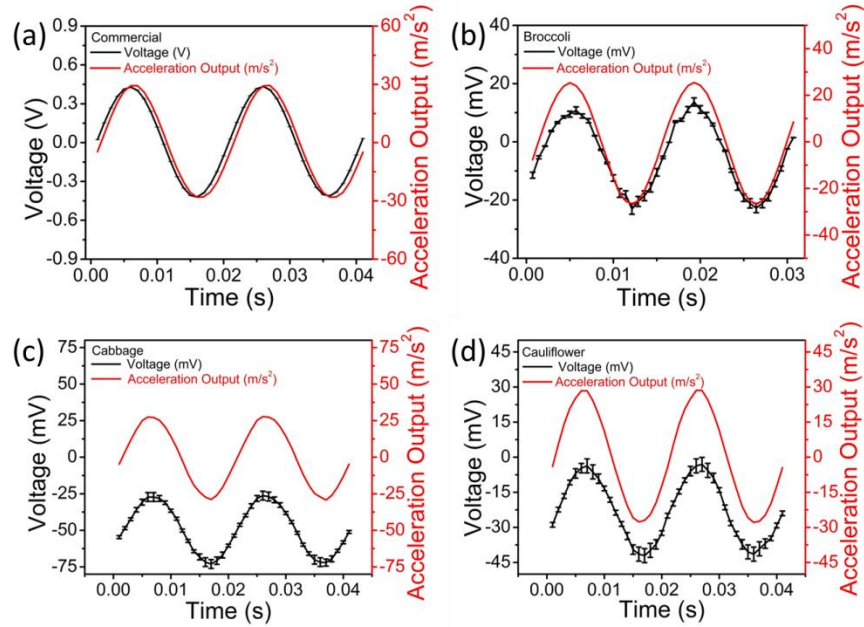 (a)
Commercial
Voltage (V)
Acceleration Output (m/s²)
0.9
0.6
0.3
0.0
-0.3
-0.6
-0.9
Voltage (V)
60
30
0
-30
-60
Acceleration Output (m/s²)
0.00 0.01 0.02 0.03 0.04
Time (s)
(b)
Broccoli
Voltage (mV)
Acceleration Output (m/s²)
40
20
0
-20
-40
Voltage (mV)
40
20
0
-20
-40
Acceleration Output (m/s²)
0.00 0.01 0.02 0.03
Time (s)
(c)
Cabbage
Voltage (mV)
Acceleration Output (m/s²)
75
50
25
0
-25
-50
-75
Voltage (mV)
75
50
25
0
-25
-50
-75
Acceleration Output (m/s²)
0.00 0.01 0.02 0.03 0.04
Time (s)
(d)
Cauliflower
Voltage (mV)
Acceleration Output (m/s²)
45
30
15
0
-15
-30
-45
Voltage (mV)
45
30
15
0
-15
-30
-45
Acceleration Output (m/s²)
0.00 0.01 0.02 0.03 0.04
Time (s)